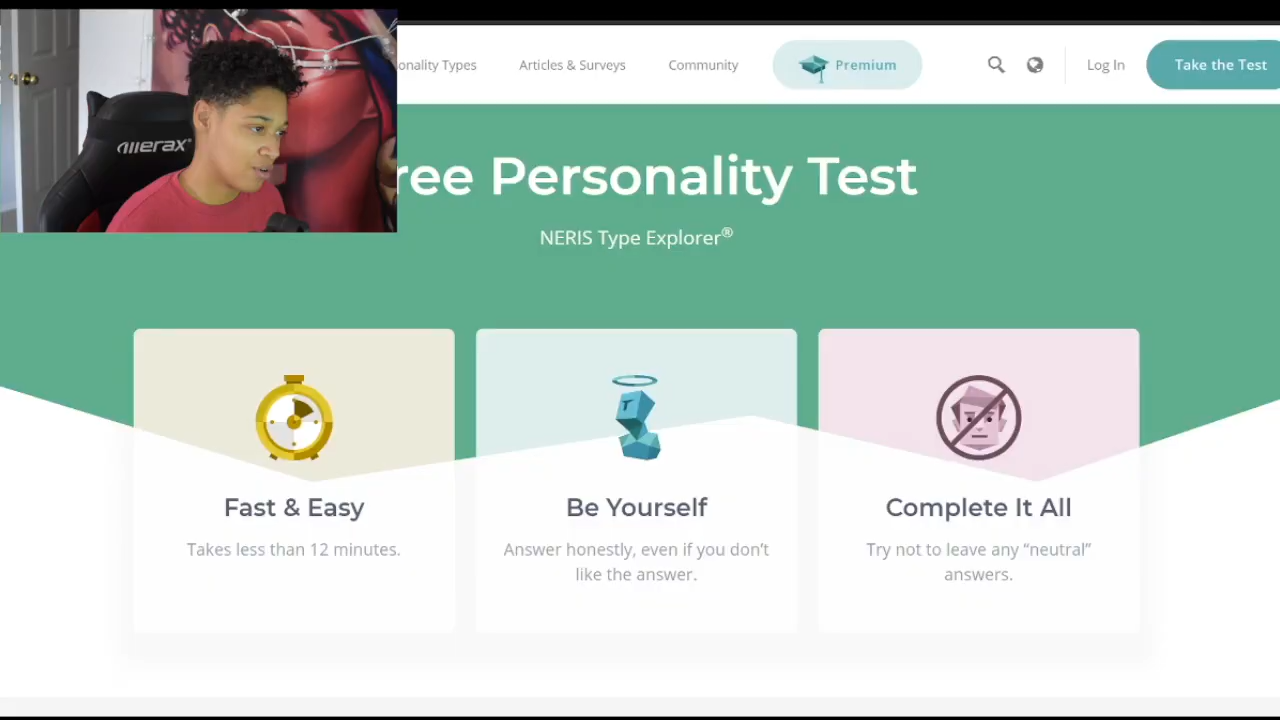 onality Types Articles & Surveys Community Premium Log In Take the Test
merax®
ree Personality Test
NERIS Type Explorer®
Fast & Easy Be Yourself Complete It All
Takes less than 12 minutes.
Answer honestly, even if you don’t
like the answer.
Try not to leave any “neutral”
answers.